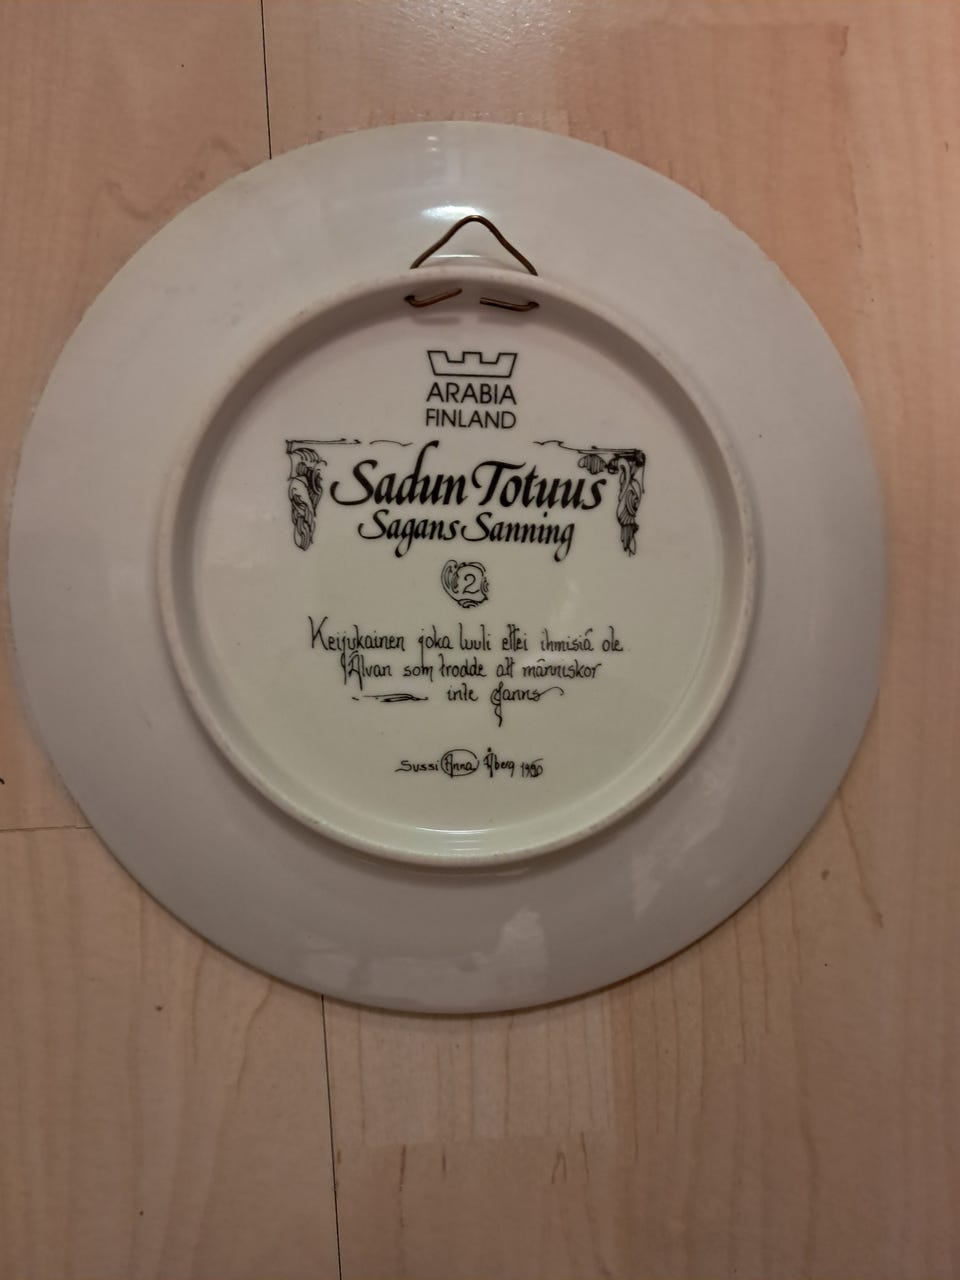 ARABIA
FINLAND
Sadun Totuus
Sagans Sanning
2
Keijukainen joka luuli ettei ihmisiä ole.
Älvan som trodde att människor
inte fanns
Sussi Anna Åberg 1990